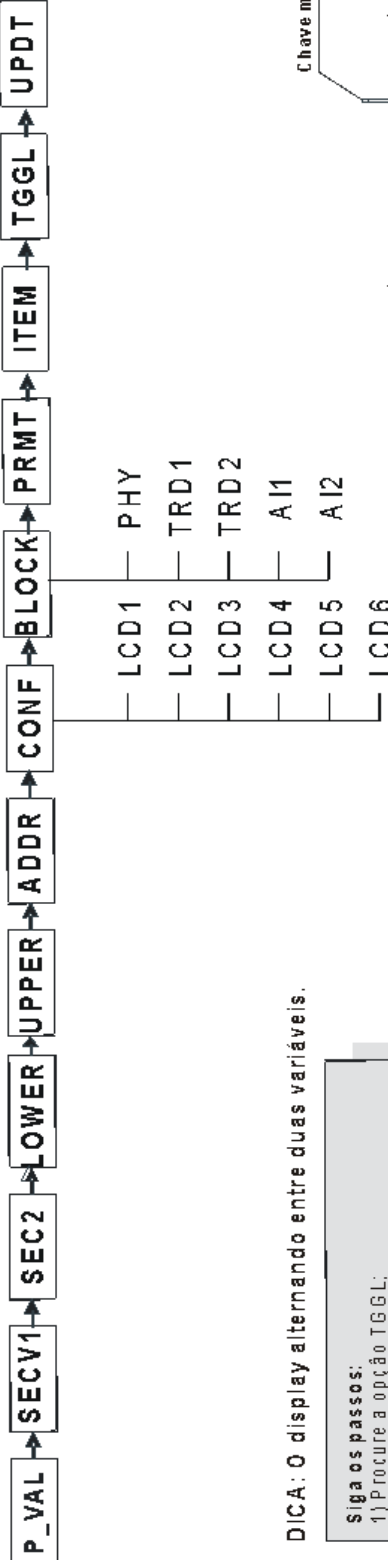 P_VAL SECV1 SEC2 LOWER UPPER ADDR CONF BLOCK PRMT ITEM TGGL UPDT
LCD1 PHY
LCD2 TRD1
LCD3 TRD2
LCD4 AI1
LCD5 AI2
LCD6
DICA: O display alternando entre duas variáveis.
Chave m
Siga os passos:
1) Procure a opção TGGL;